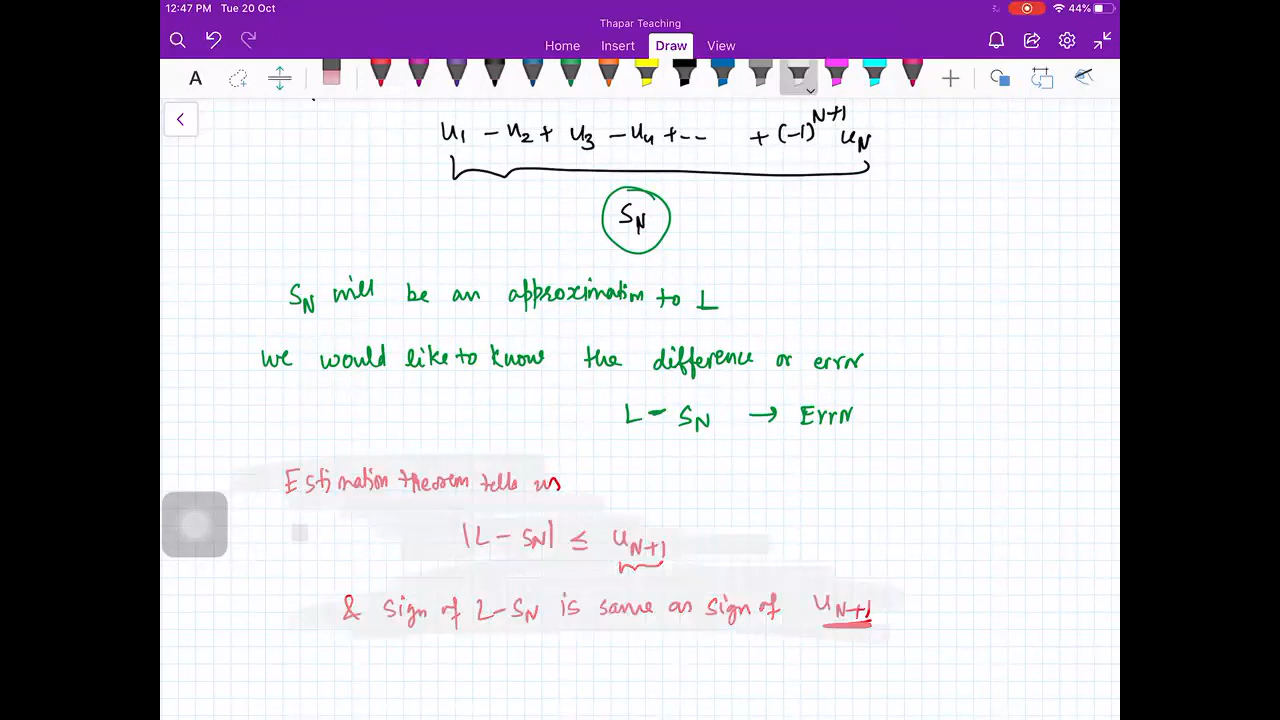 12:47 PM Tue 20 Oct
44%
Thapar Teaching
Home Insert Draw View
A
u1 - u2 + u3 - u4 + -- + (-1)^{N+1} uN
SN
SN will be an approximation to L
we would like to know the difference or error
L - SN → Error
Estimation theorem tells us
|L - SN| ≤ u_{N+1}
& sign of L-SN is same as sign of u_{N+1}